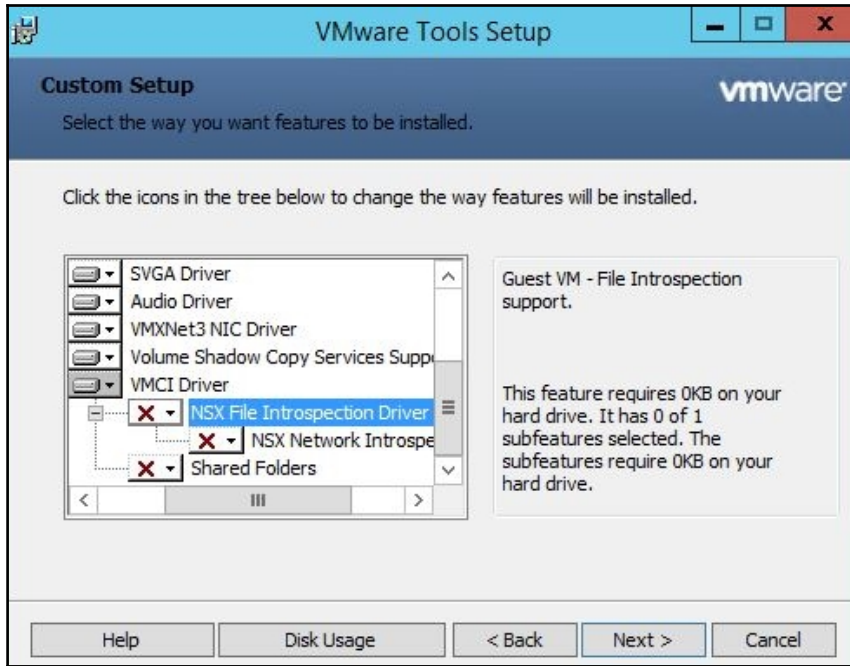 VMware Tools Setup
Custom Setup
vmware
Select the way you want features to be installed.
Click the icons in the tree below to change the way features will be installed.
SVGA Driver
Audio Driver
VMXNet3 NIC Driver
Volume Shadow Copy Services Suppo
VMCI Driver
NSX File Introspection Driver
NSX Network Introspe
Shared Folders
Guest VM - File Introspection
support.
This feature requires 0KB on your
hard drive. It has 0 of 1
subfeatures selected. The
subfeatures require 0KB on your
hard drive.
Help
Disk Usage
< Back
Next >
Cancel